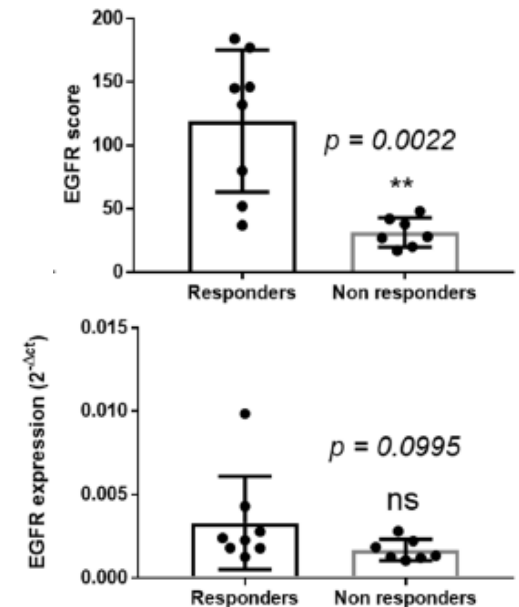 EGFR score
200
150
100
50
0
p = 0.0022
**
Responders
Non responders
EGFR expression (2^-Δct)
0.015
0.010
0.005
0.000
p = 0.0995
ns
Responders
Non responders